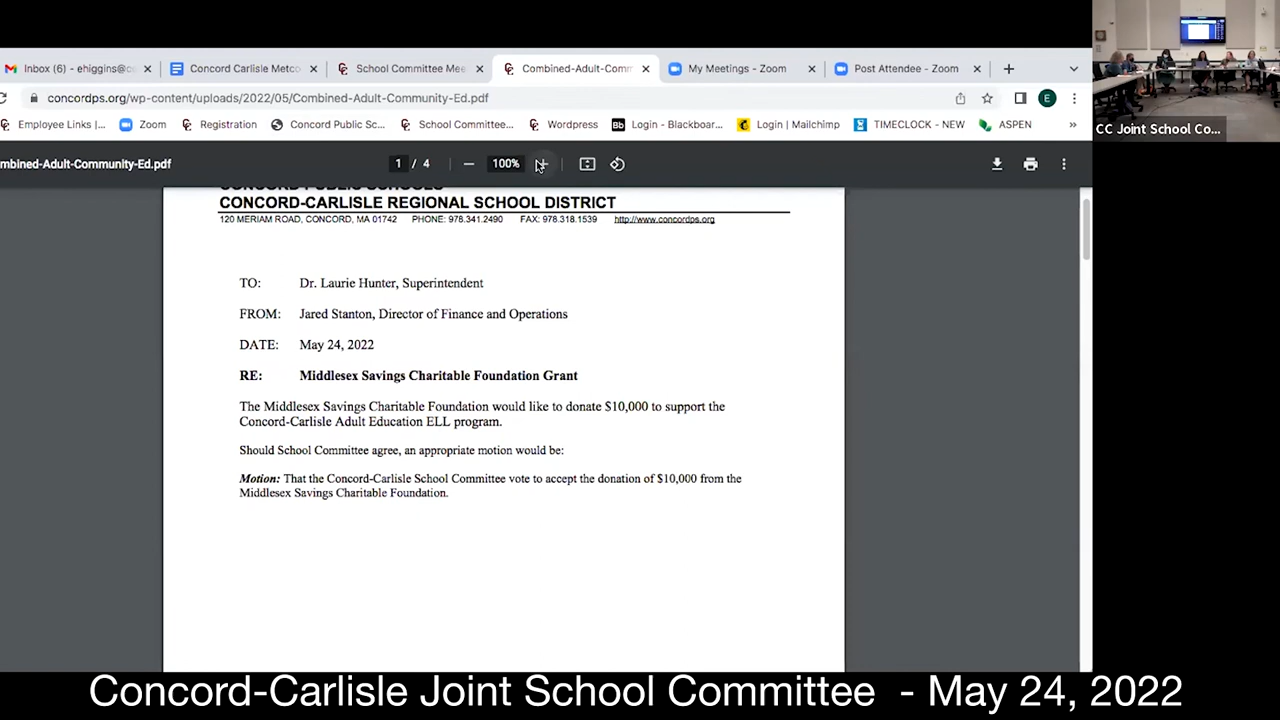 Inbox (6) - ehiggins@c
Concord Carlisle Metco
School Committee Mee
Combined-Adult-Comm
My Meetings - Zoom
Post Attendee - Zoom
concordps.org/wp-content/uploads/2022/05/Combined-Adult-Community-Ed.pdf
E
Employee Links |...
Zoom
Registration
Concord Public Sc...
School Committee...
Wordpress
Bb
Login - Blackboar...
Login | Mailchimp
TIMECLOCK - NEW
ASPEN
»
CC Joint School Co...
mbined-Adult-Community-Ed.pdf
1 / 4
100%
CONCORD PUBLIC SCHOOLS
CONCORD-CARLISLE REGIONAL SCHOOL DISTRICT
120 MERIAM ROAD, CONCORD, MA 01742 PHONE: 978.341.2490 FAX: 978.318.1539 http://www.concordps.org
TO: Dr. Laurie Hunter, Superintendent
FROM: Jared Stanton, Director of Finance and Operations
DATE: May 24, 2022
RE: Middlesex Savings Charitable Foundation Grant
The Middlesex Savings Charitable Foundation would like to donate $10,000 to support the
Concord-Carlisle Adult Education ELL program.
Should School Committee agree, an appropriate motion would be:
Motion: That the Concord-Carlisle School Committee vote to accept the donation of $10,000 from the
Middlesex Savings Charitable Foundation.
Concord-Carlisle Joint School Committee - May 24, 2022